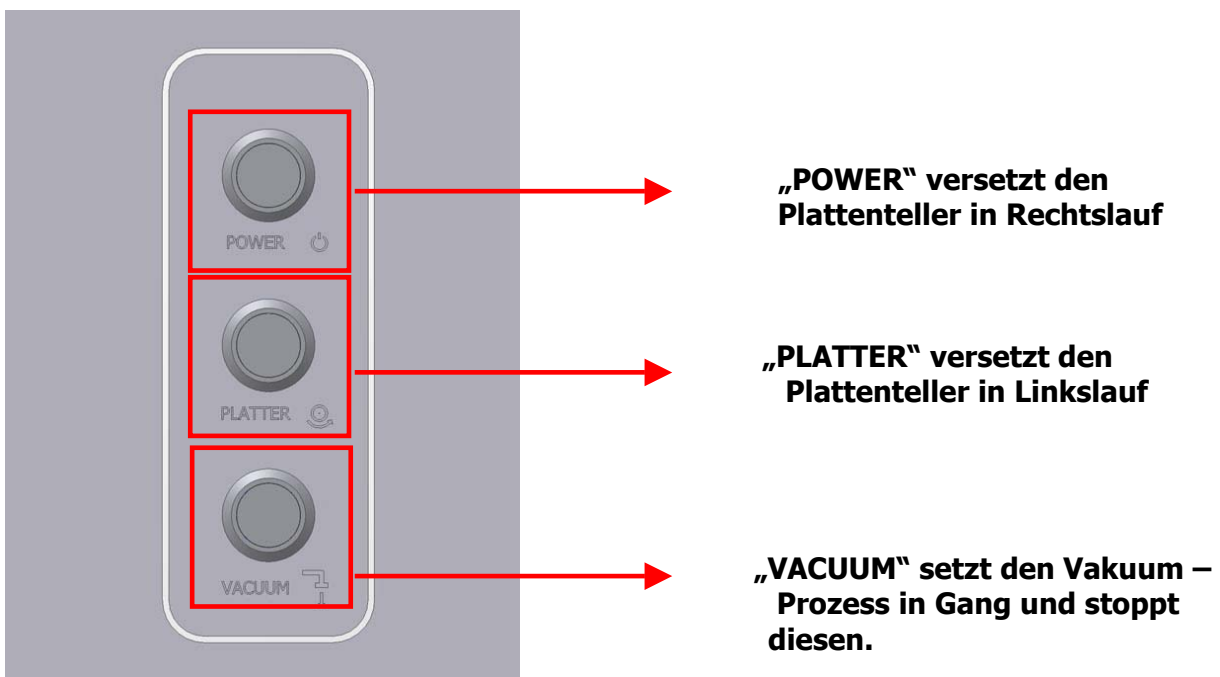 POWER
„POWER“ versetzt den
Plattenteller in Rechtslauf
PLATTER
„PLATTER“ versetzt den
Plattenteller in Linkslauf
VACUUM
„VACUUM“ setzt den Vakuum –
Prozess in Gang und stoppt
diesen.